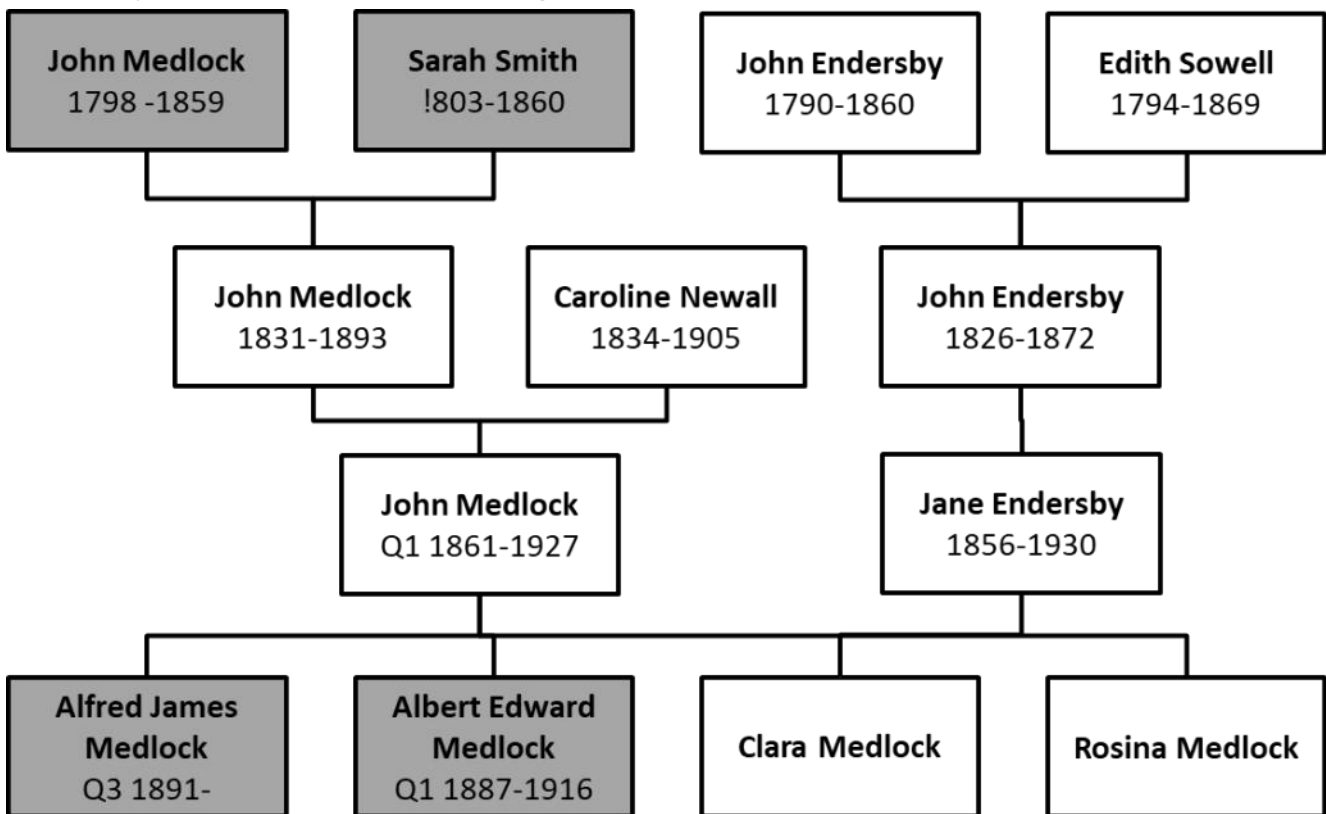 John Medlock
1798 -1859
Sarah Smith
!803-1860
John Endersby
1790-1860
Edith Sowell
1794-1869
John Medlock
1831-1893
Caroline Newall
1834-1905
John Endersby
1826-1872
John Medlock
Q1 1861-1927
Jane Endersby
1856-1930
Alfred James
Medlock
Q3 1891-
Albert Edward
Medlock
Q1 1887-1916
Clara Medlock
Rosina Medlock